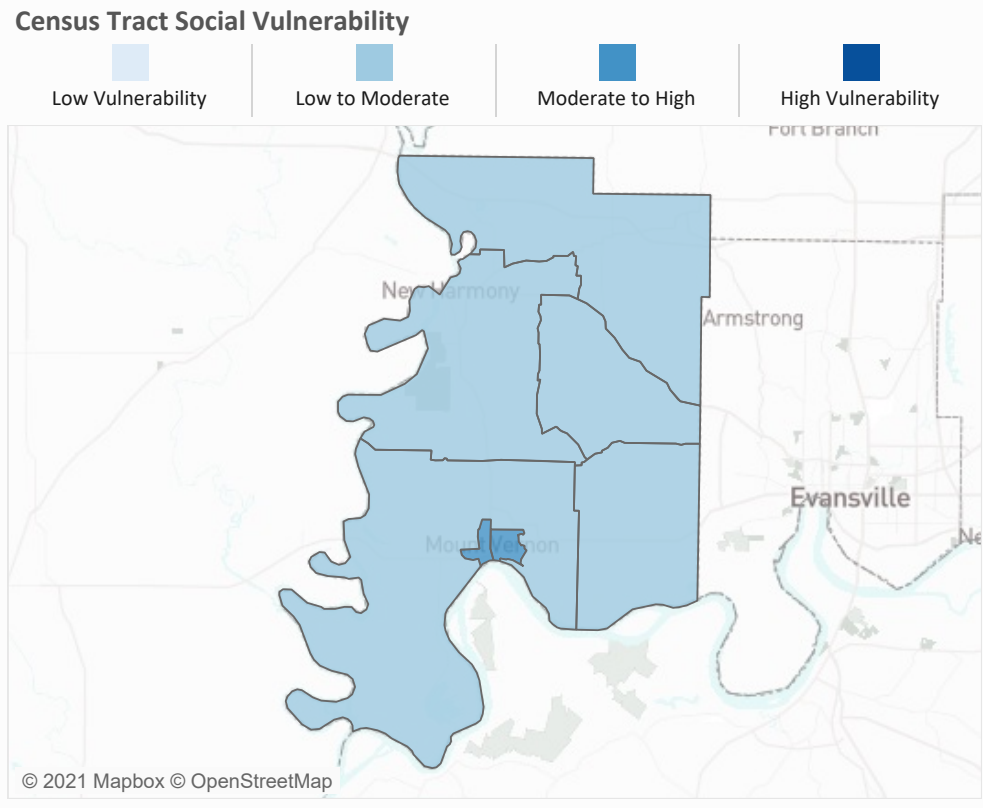 Census Tract Social Vulnerability
Low Vulnerability
Low to Moderate
Moderate to High
High Vulnerability
Fort Branch
New Harmony
Armstrong
Evansville
Mount Vernon
Ne
© 2021 Mapbox © OpenStreetMap